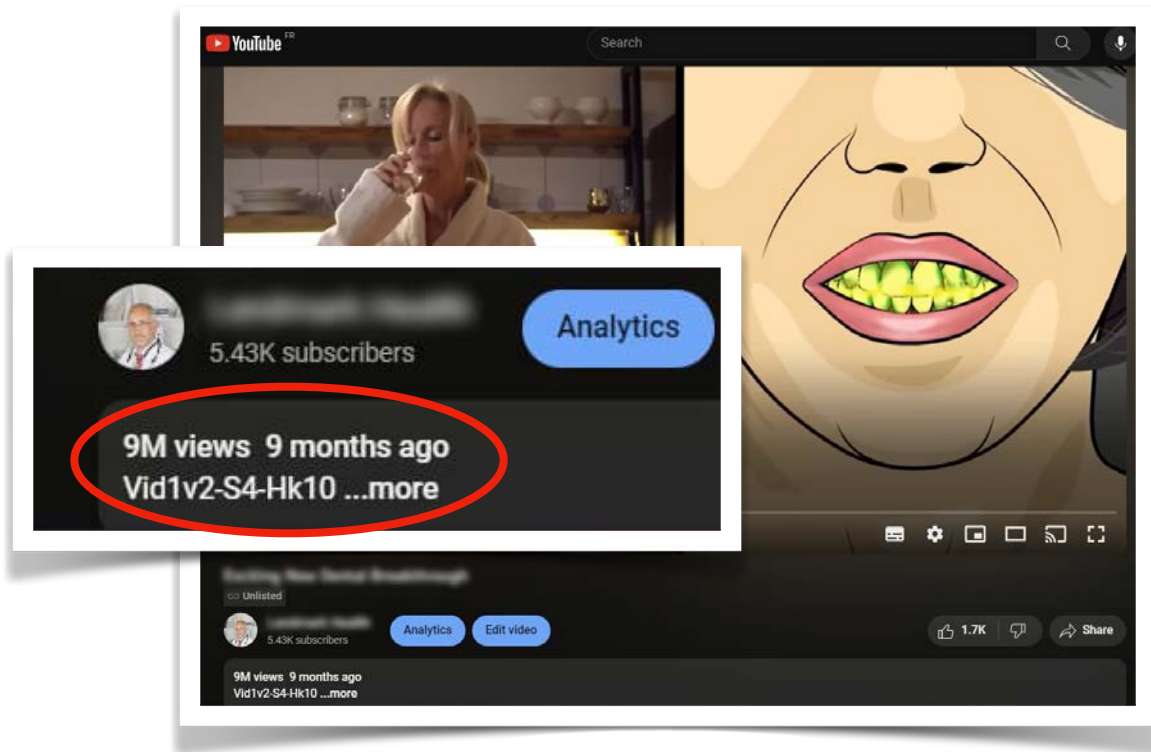 YouTube FR
Search
5.43K subscribers
Analytics
9M views 9 months ago
Vid1v2-S4-Hk10 ...more
Unlisted
5.43K subscribers
Analytics
Edit video
1.7K
Share
9M views 9 months ago
Vid1v2-S4-Hk10 ...more